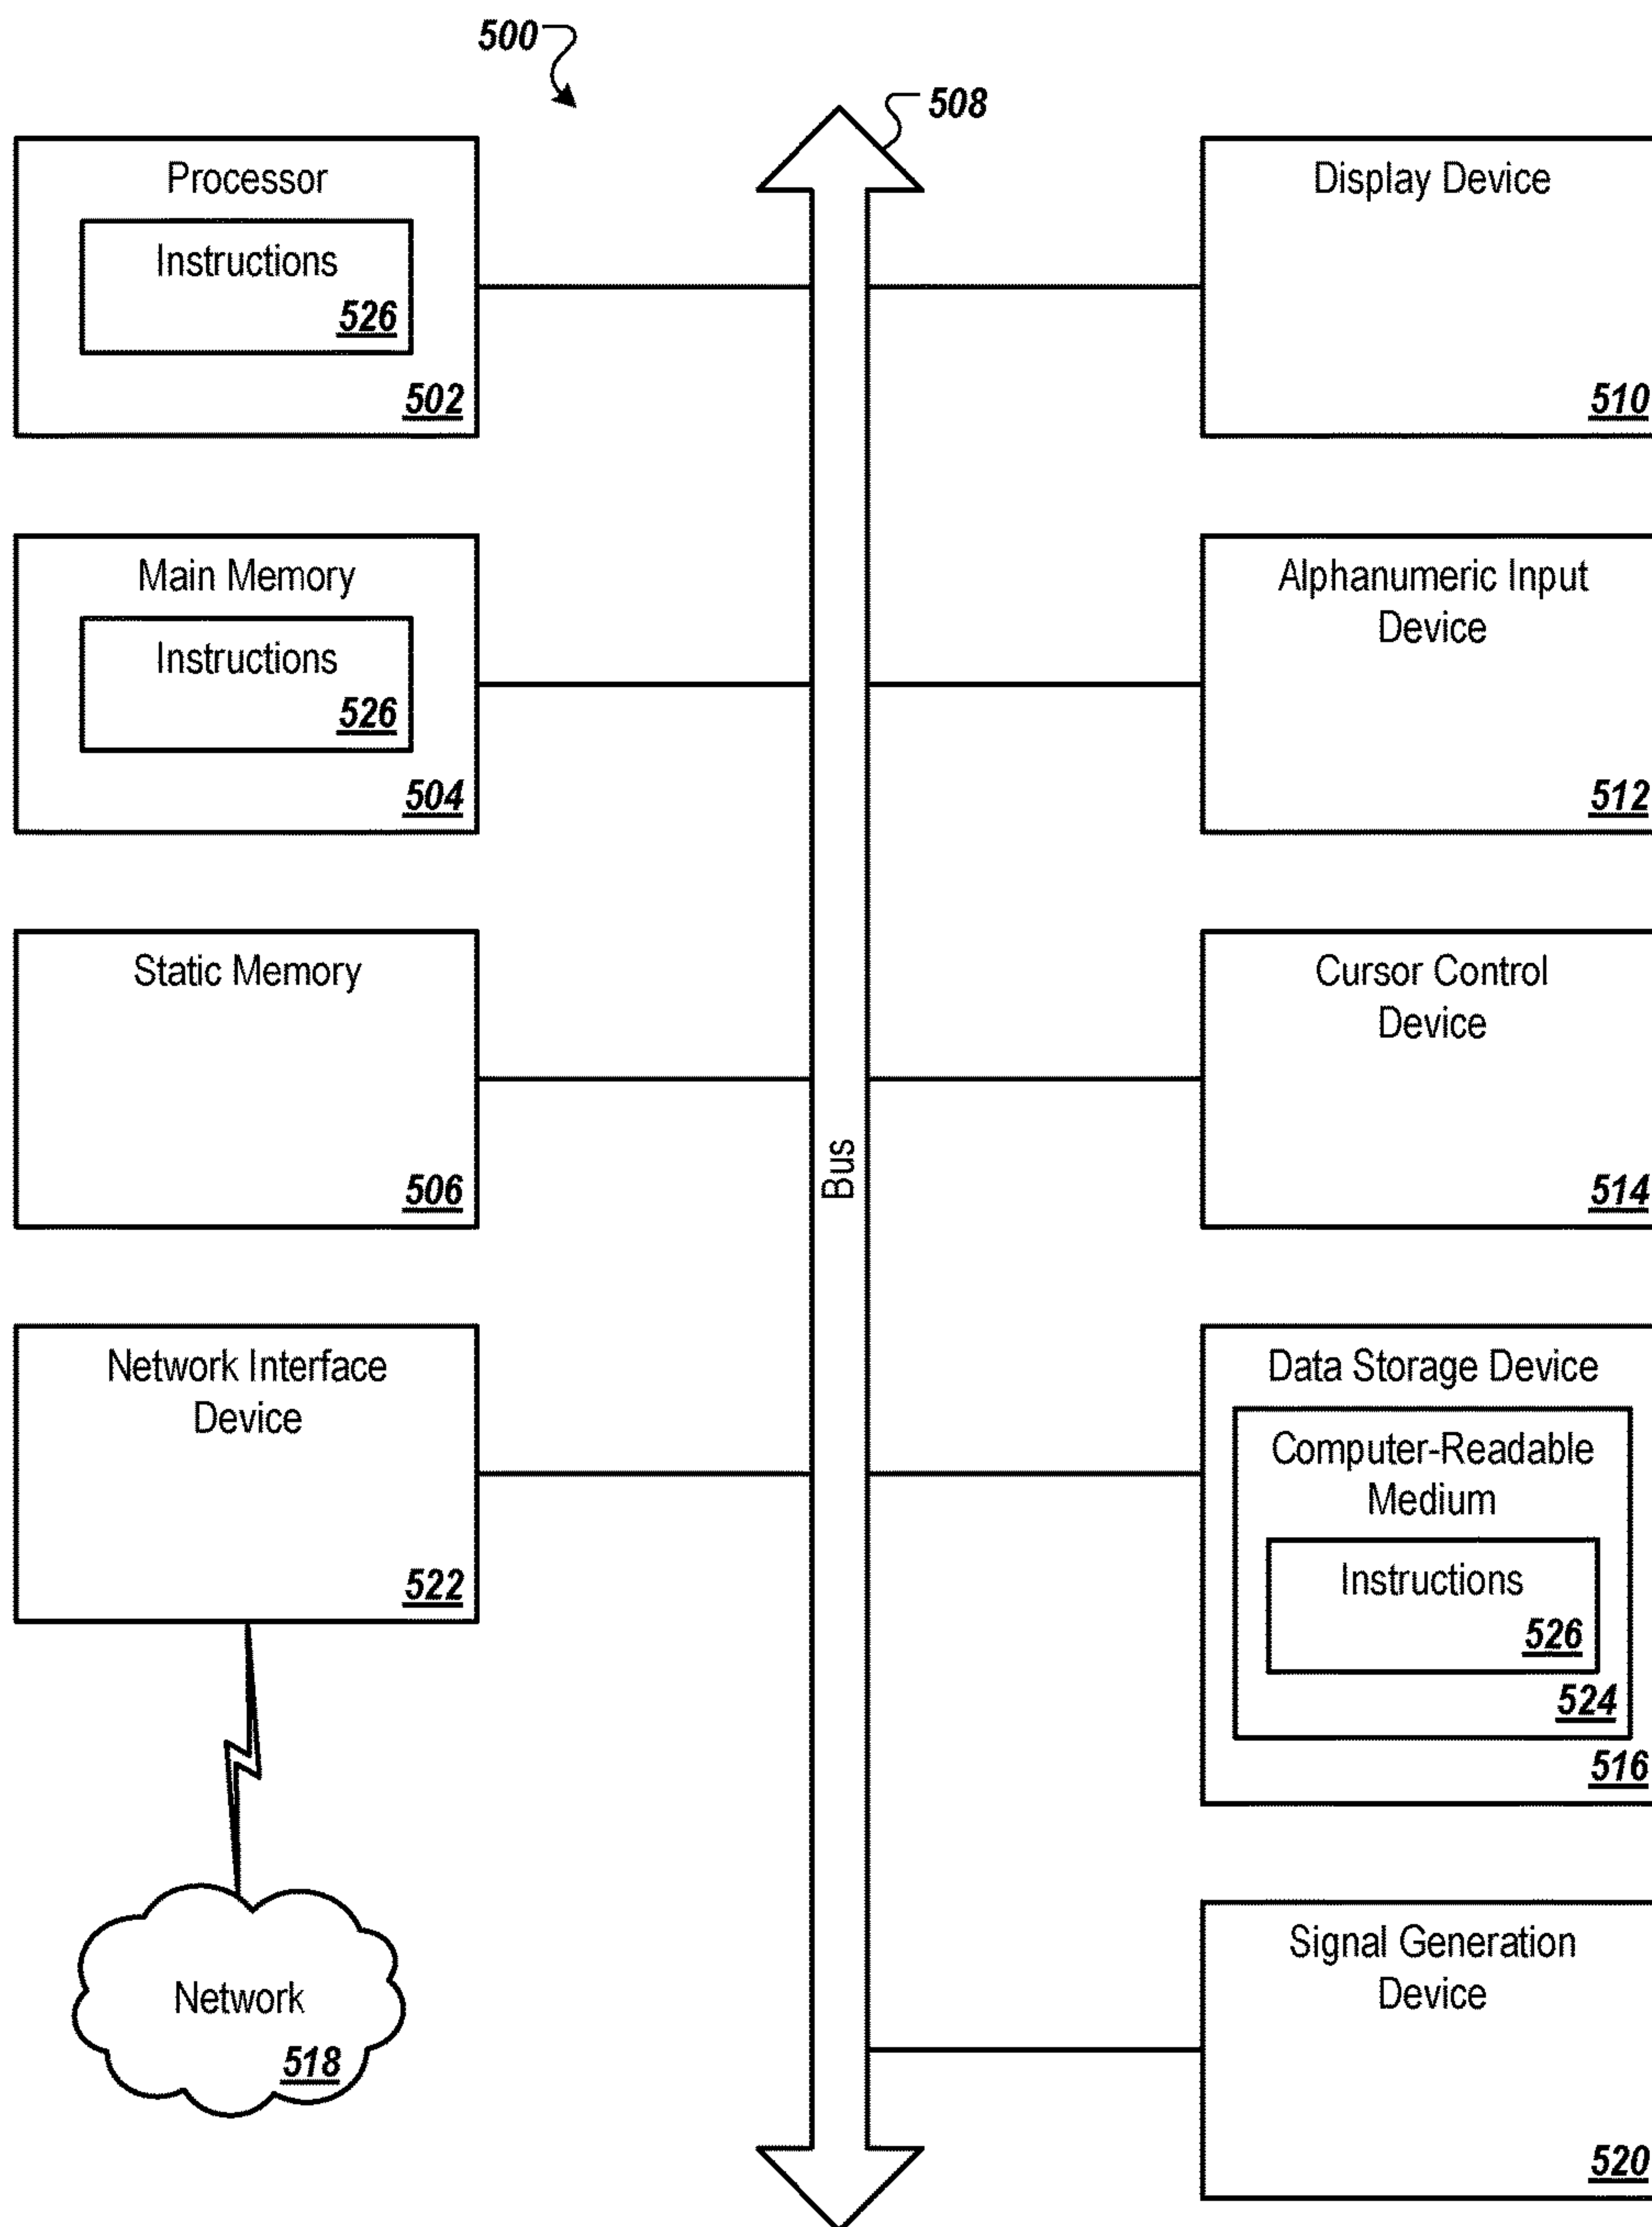 500
508
Processor
Instructions
526
502
Display Device
510
Main Memory
Instructions
526
504
Alphanumeric Input
Device
512
Static Memory
506
Cursor Control
Device
514
Bus
Network Interface
Device
522
Data Storage Device
Computer-Readable
Medium
Instructions
526
524
516
Network
518
Signal Generation
Device
520